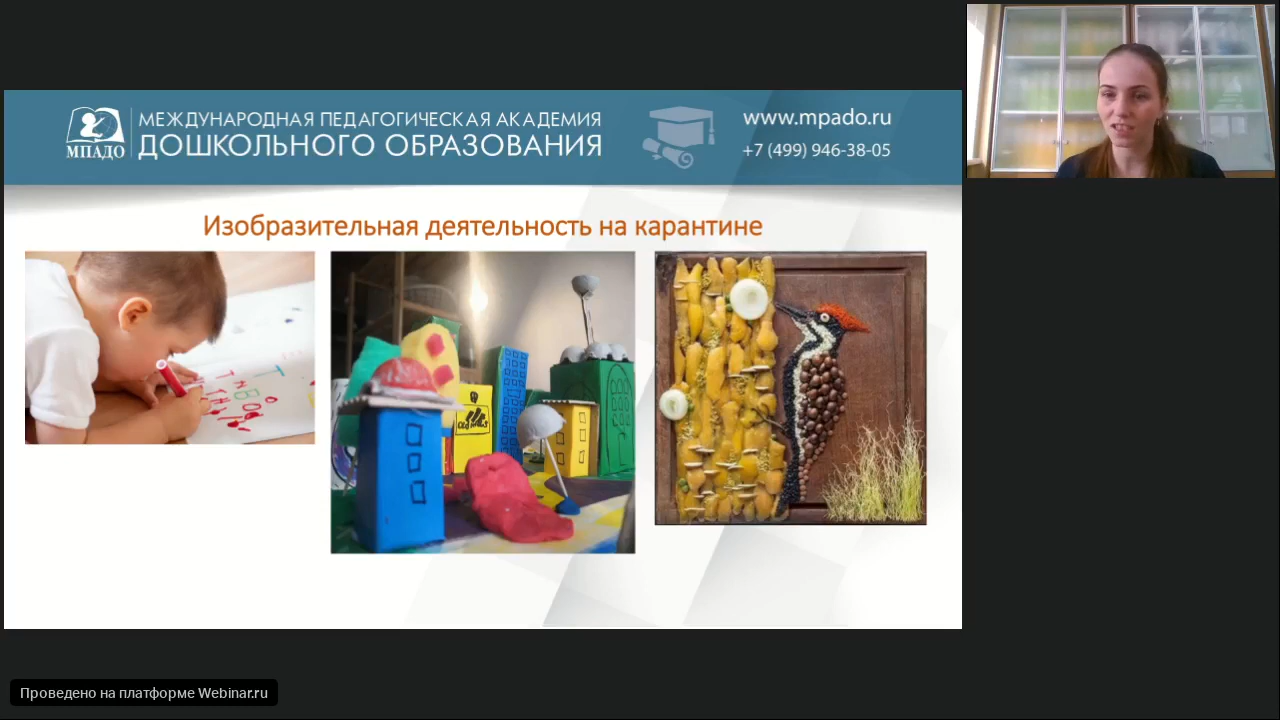 МПАДО
МЕЖДУНАРОДНАЯ ПЕДАГОГИЧЕСКАЯ АКАДЕМИЯ
ДОШКОЛЬНОГО ОБРАЗОВАНИЯ
www.mpado.ru
+7 (499) 946-38-05
Изобразительная деятельность на карантине
Проведено на платформе Webinar.ru